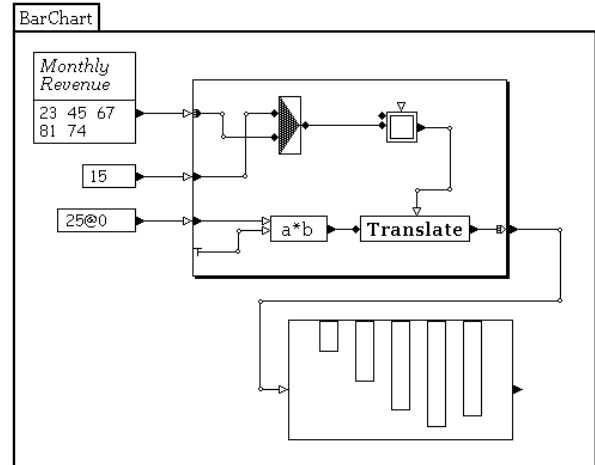 BarChart
Monthly
Revenue
23 45 67
81 74
15
25@0
a*b
Translate